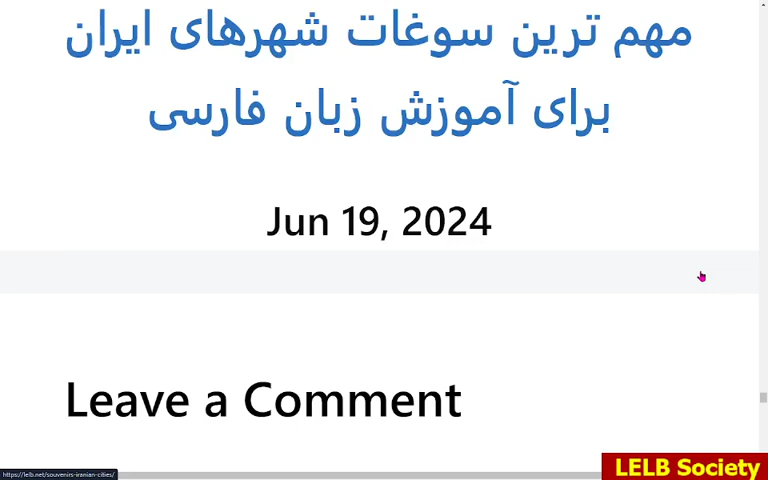 مهم ترین سوغات شهرهای ایران
برای آموزش زبان فارسی
Jun 19, 2024
Leave a Comment
https://lelb.net/souvenirs-iranian-cities/
LELB Society